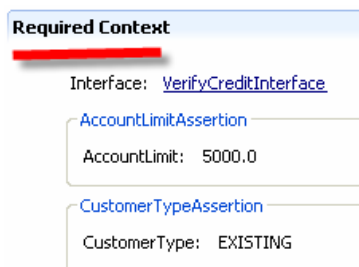 Required Context
Interface: VerifyCreditInterface
AccountLimitAssertion
AccountLimit: 5000.0
CustomerTypeAssertion
CustomerType: EXISTING